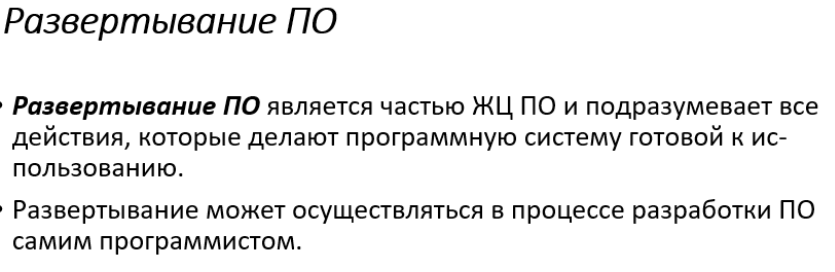 Развертывание ПО
• Развертывание ПО является частью ЖЦ ПО и подразумевает все
действия, которые делают программную систему готовой к ис-
пользованию.
• Развертывание может осуществляться в процессе разработки ПО
самим программистом.